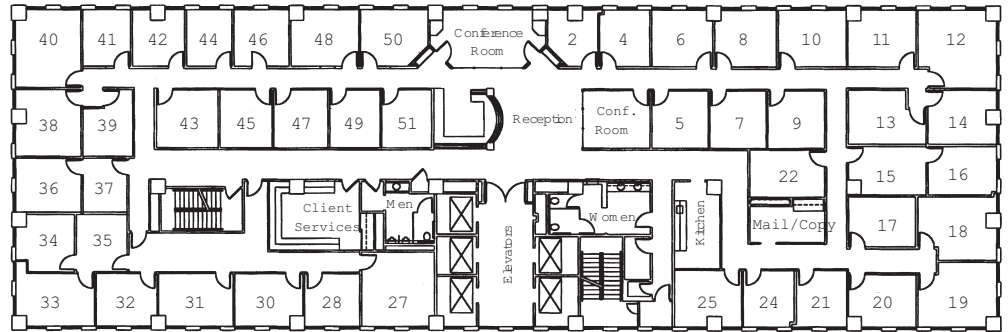 40 41 42 44 46 48 50 Conference Room 2 4 6 8 10 11 12
38 39 43 45 47 49 51 Reception Conf. Room 5 7 9 13 14
36 37 22 15 16
Client Services Men Women Kitchen Mail/Copy 17 18
34 35 Elevators
33 32 31 30 28 27 25 24 21 20 19